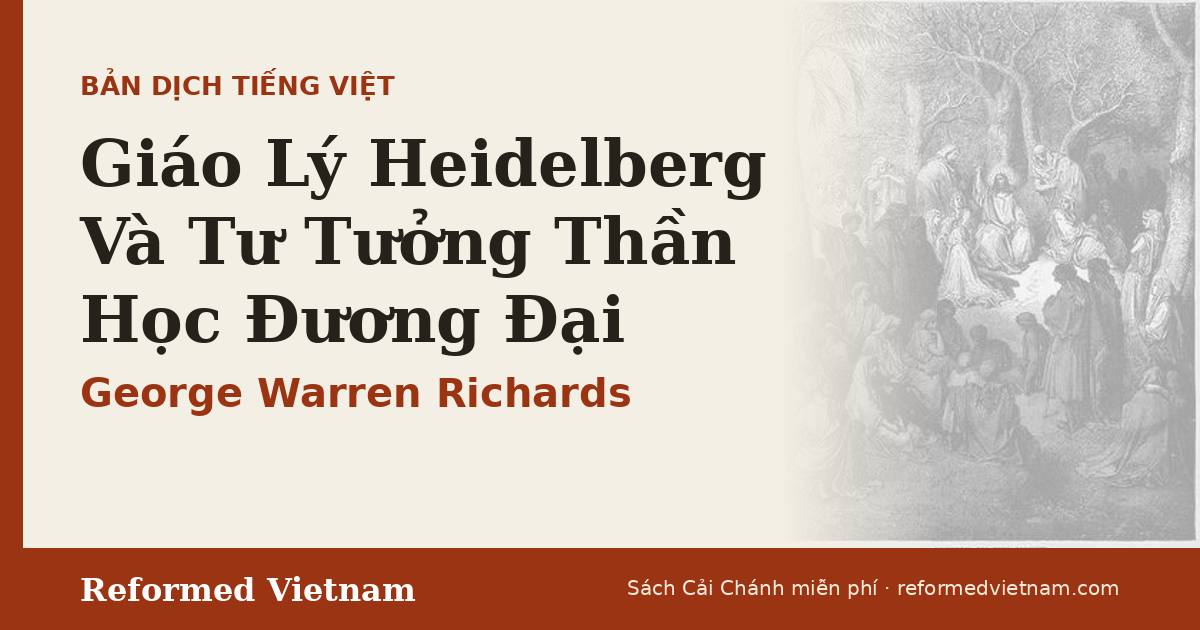 BẢN DỊCH TIẾNG VIỆT
Giáo Lý Heidelberg
Và Tư Tưởng Thần
Học Đương Đại
George Warren Richards
Reformed Vietnam
Sách Cải Chánh miễn phí · reformedvietnam.com